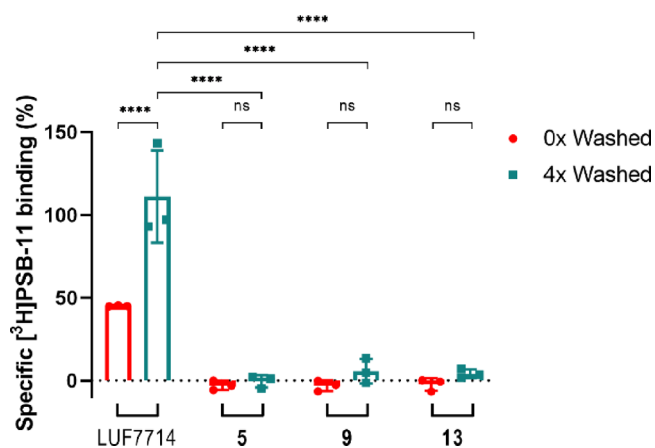 ****
****
****
**** ns ns ns
Specific [³H]PSB-11 binding (%)
150
100
50
0
LUF7714 5 9 13
0x Washed
4x Washed